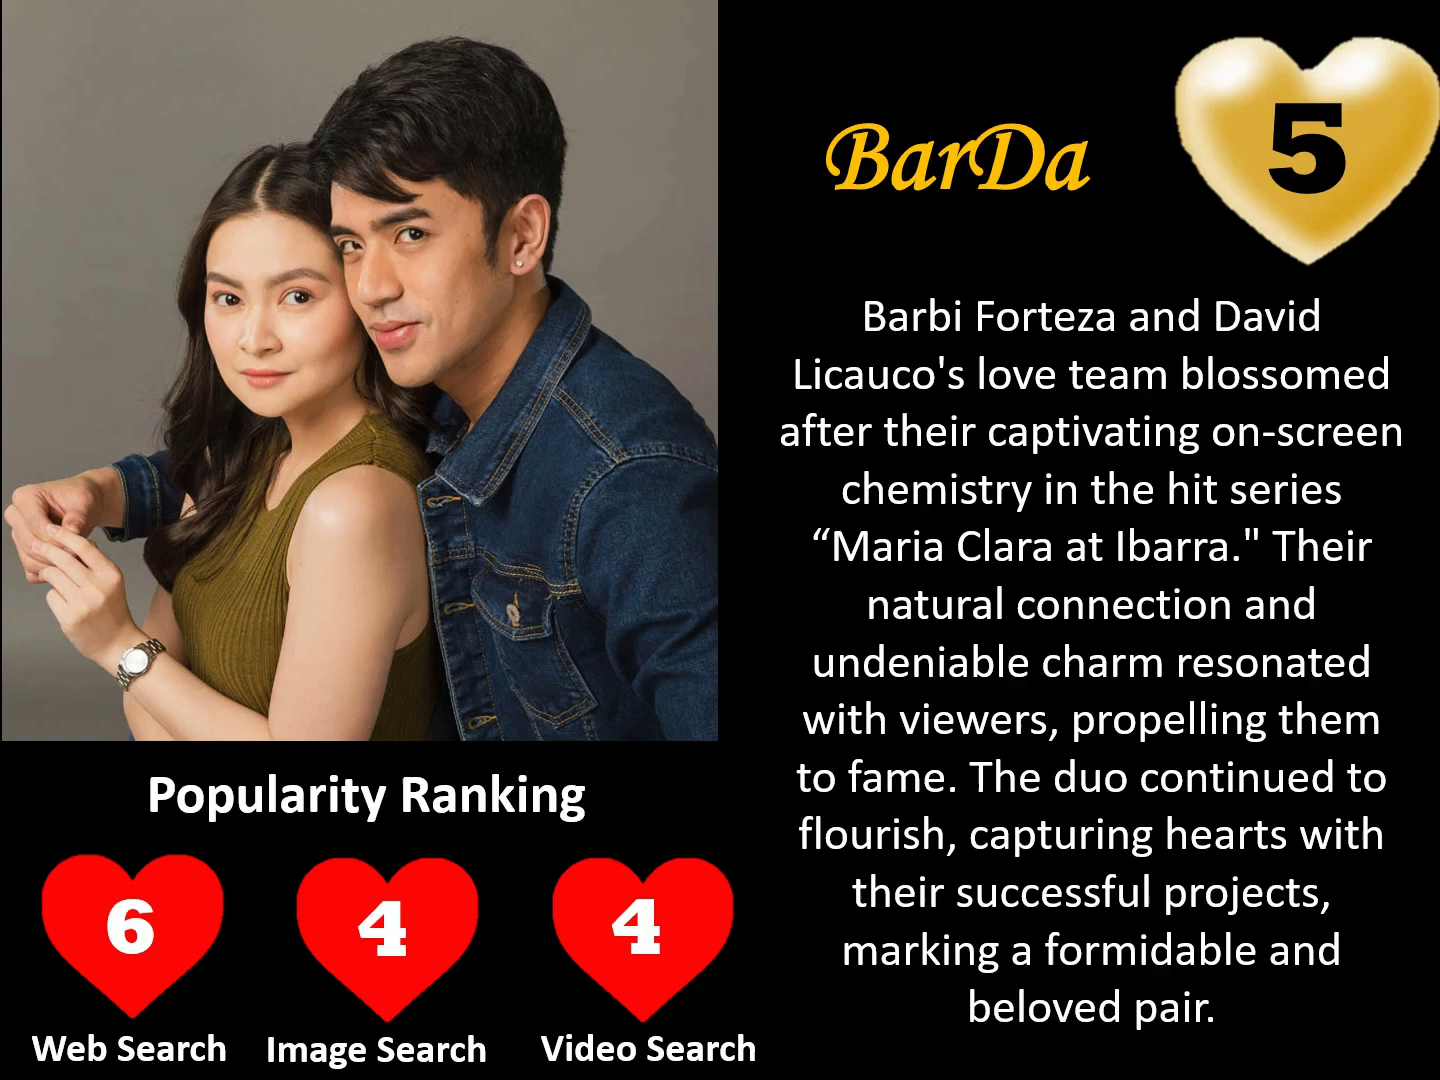 BarDa
5
Barbi Forteza and David
Licauco's love team blossomed
after their captivating on-screen
chemistry in the hit series
“Maria Clara at Ibarra." Their
natural connection and
undeniable charm resonated
with viewers, propelling them
to fame. The duo continued to
flourish, capturing hearts with
their successful projects,
marking a formidable and
beloved pair.
Popularity Ranking
6 4 4
Web Search Image Search Video Search